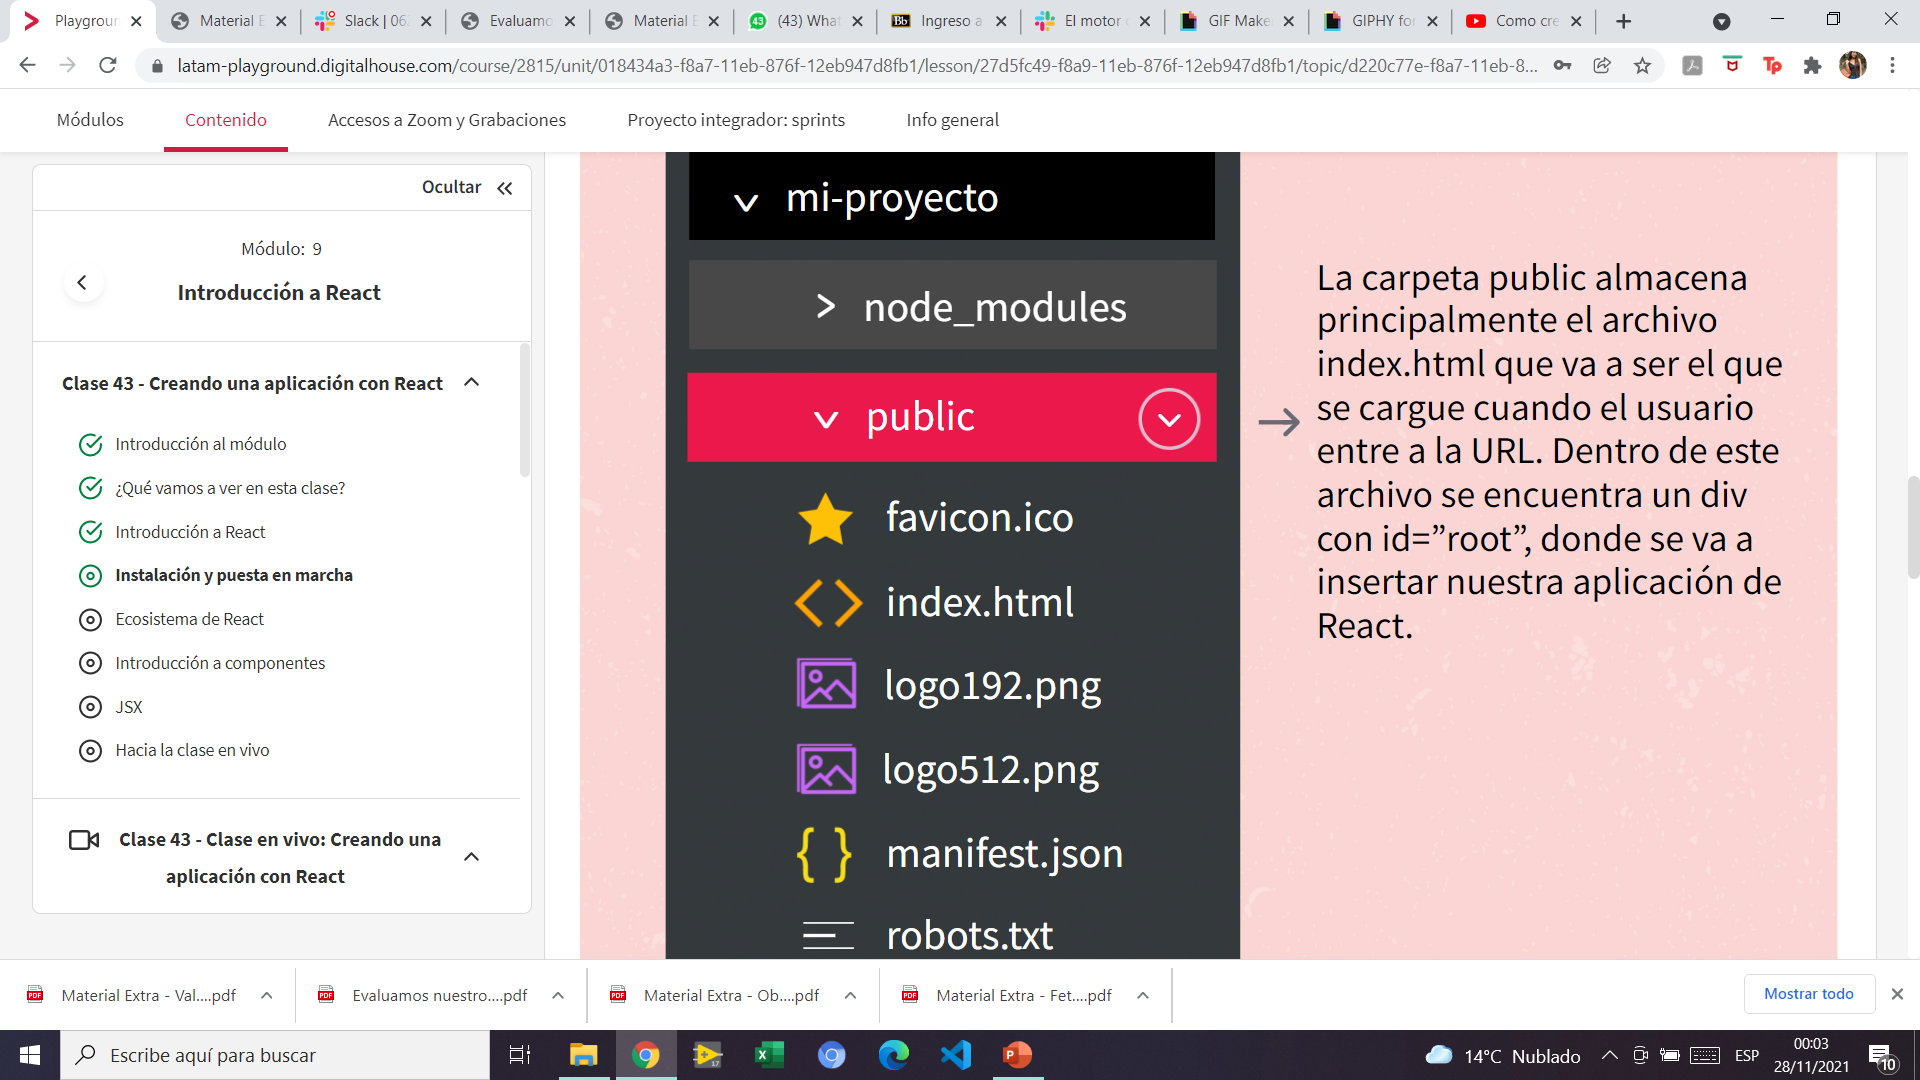 Playgroun
Material E
Slack | 062
Evaluamo
Material E
(43) What
Ingreso a
El motor
GIF Make
GIPHY for
Como cre
latam-playground.digitalhouse.com/course/2815/unit/018434a3-f8a7-11eb-876f-12eb947d8fb1/lesson/27d5fc49-f8a9-11eb-876f-12eb947d8fb1/topic/d220c77e-f8a7-11eb-8...
Módulos
Contenido
Accesos a Zoom y Grabaciones
Proyecto integrador: sprints
Info general
Ocultar
Módulo: 9
Introducción a React
Clase 43 - Creando una aplicación con React
Introducción al módulo
¿Qué vamos a ver en esta clase?
Introducción a React
Instalación y puesta en marcha
Ecosistema de React
Introducción a componentes
JSX
Hacia la clase en vivo
Clase 43 - Clase en vivo: Creando una
aplicación con React
mi-proyecto
node_modules
public
favicon.ico
index.html
logo192.png
logo512.png
manifest.json
robots.txt
La carpeta public almacena
principalmente el archivo
index.html que va a ser el que
se cargue cuando el usuario
entre a la URL. Dentro de este
archivo se encuentra un div
con id=”root”, donde se va a
insertar nuestra aplicación de
React.
Material Extra - Val....pdf
Evaluamos nuestro....pdf
Material Extra - Ob....pdf
Material Extra - Fet....pdf
Mostrar todo
Escribe aquí para buscar
14°C Nublado
ESP
00:03
28/11/2021
10